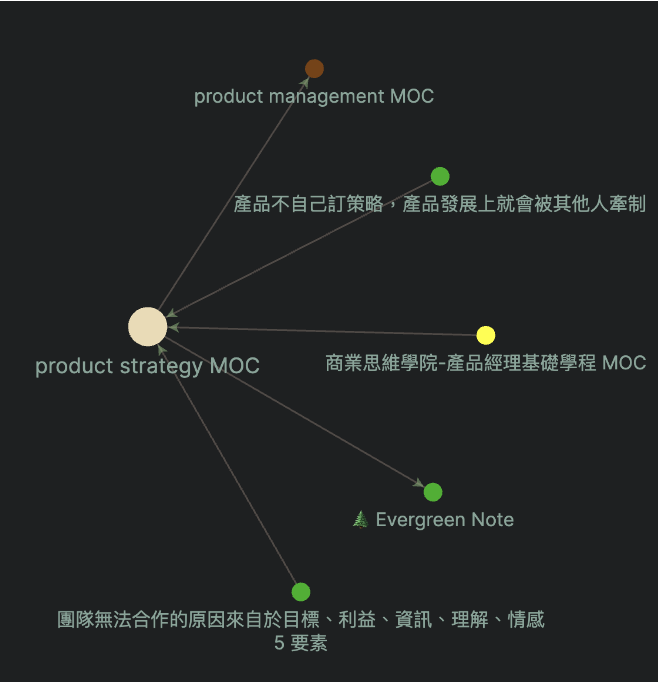 product management MOC
產品不自己訂策略，產品發展上就會被其他人牽制
product strategy MOC
商業思維學院-產品經理基礎學程 MOC
🌲 Evergreen Note
團隊無法合作的原因來自於目標、利益、資訊、理解、情感
5 要素